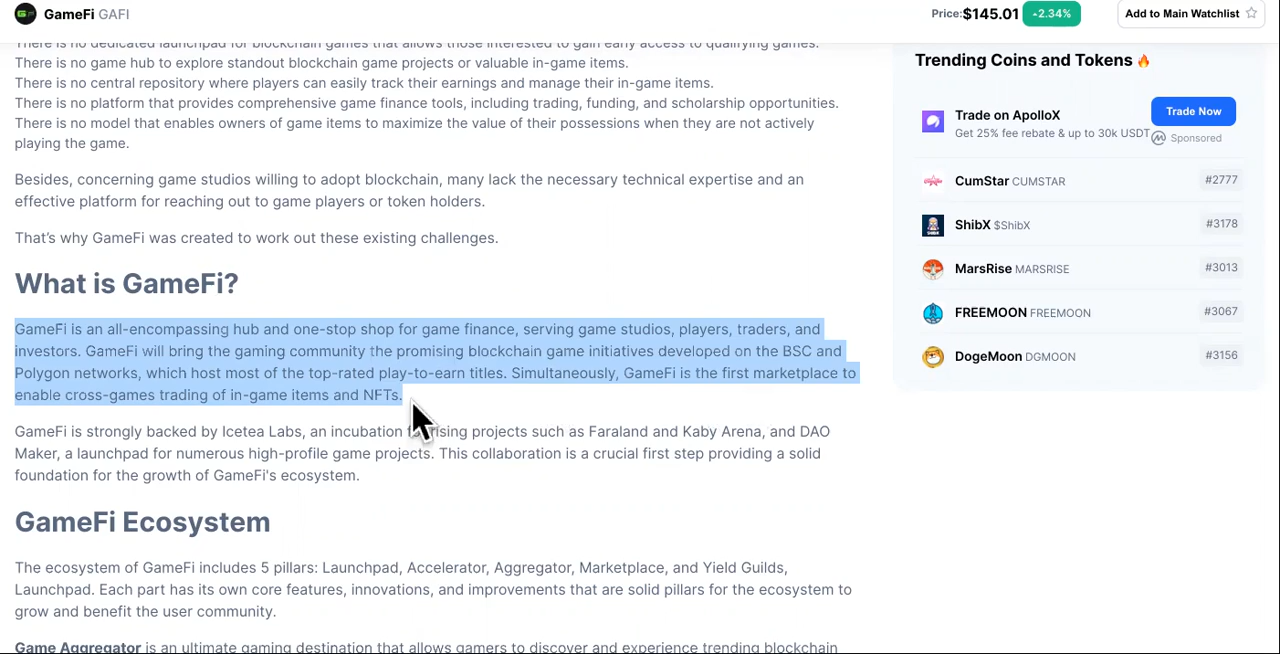 GameFi GAFI
Price: $145.01 2.34% Add to Main Watchlist
There is no dedicated launchpad for blockchain games that allows those interested to gain early access to qualifying games.
There is no game hub to explore standout blockchain game projects or valuable in-game items.
There is no central repository where players can easily track their earnings and manage their in-game items.
There is no platform that provides comprehensive game finance tools, including trading, funding, and scholarship opportunities.
There is no model that enables owners of game items to maximize the value of their possessions when they are not actively
playing the game.
Besides, concerning game studios willing to adopt blockchain, many lack the necessary technical expertise and an
effective platform for reaching out to game players or token holders.
That’s why GameFi was created to work out these existing challenges.
What is GameFi?
GameFi is an all-encompassing hub and one-stop shop for game finance, serving game studios, players, traders, and
investors. GameFi will bring the gaming community the promising blockchain game initiatives developed on the BSC and
Polygon networks, which host most of the top-rated play-to-earn titles. Simultaneously, GameFi is the first marketplace to
enable cross-games trading of in-game items and NFTs.
GameFi is strongly backed by Icetea Labs, an incubation rising projects such as Faraland and Kaby Arena, and DAO
Maker, a launchpad for numerous high-profile game projects. This collaboration is a crucial first step providing a solid
foundation for the growth of GameFi's ecosystem.
GameFi Ecosystem
The ecosystem of GameFi includes 5 pillars: Launchpad, Accelerator, Aggregator, Marketplace, and Yield Guilds,
Launchpad. Each part has its own core features, innovations, and improvements that are solid pillars for the ecosystem to
grow and benefit the user community.
Game Aggregator is an ultimate gaming destination that allows gamers to discover and experience trending blockchain
Trending Coins and Tokens 🔥
Trade on ApolloX
Get 25% fee rebate & up to 30k USDT
Trade Now
Sponsored
CumStar CUMSTAR #2777
ShibX $ShibX #3178
MarsRise MARSRISE #3013
FREEMOON FREEMOON #3067
DogeMoon DGMOON #3156